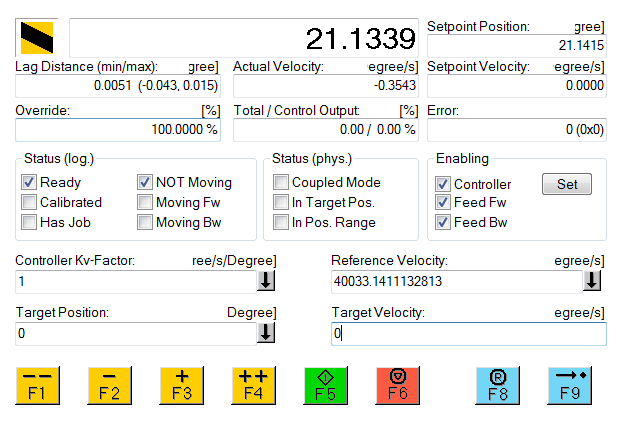 21.1339
Setpoint Position: gree]
21.1415
Lag Distance (min/max): gree]
0.0051 (-0.043, 0.015)
Actual Velocity: egree/s]
-0.3543
Setpoint Velocity: egree/s]
0.0000
Override: [%]
100.0000 %
Total / Control Output: [%]
0.00 / 0.00 %
Error:
0 (0x0)
Status (log.)
Ready
NOT Moving
Calibrated
Moving Fw
Has Job
Moving Bw
Status (phys.)
Coupled Mode
In Target Pos.
In Pos. Range
Enabling
Controller
Set
Feed Fw
Feed Bw
Controller Kv-Factor: ree/s/Degree]
1
Reference Velocity: egree/s]
40033.1411132813
Target Position: Degree]
0
Target Velocity: egree/s]
0
-- - + ++ R
F1 F2 F3 F4 F5 F6 F8 F9